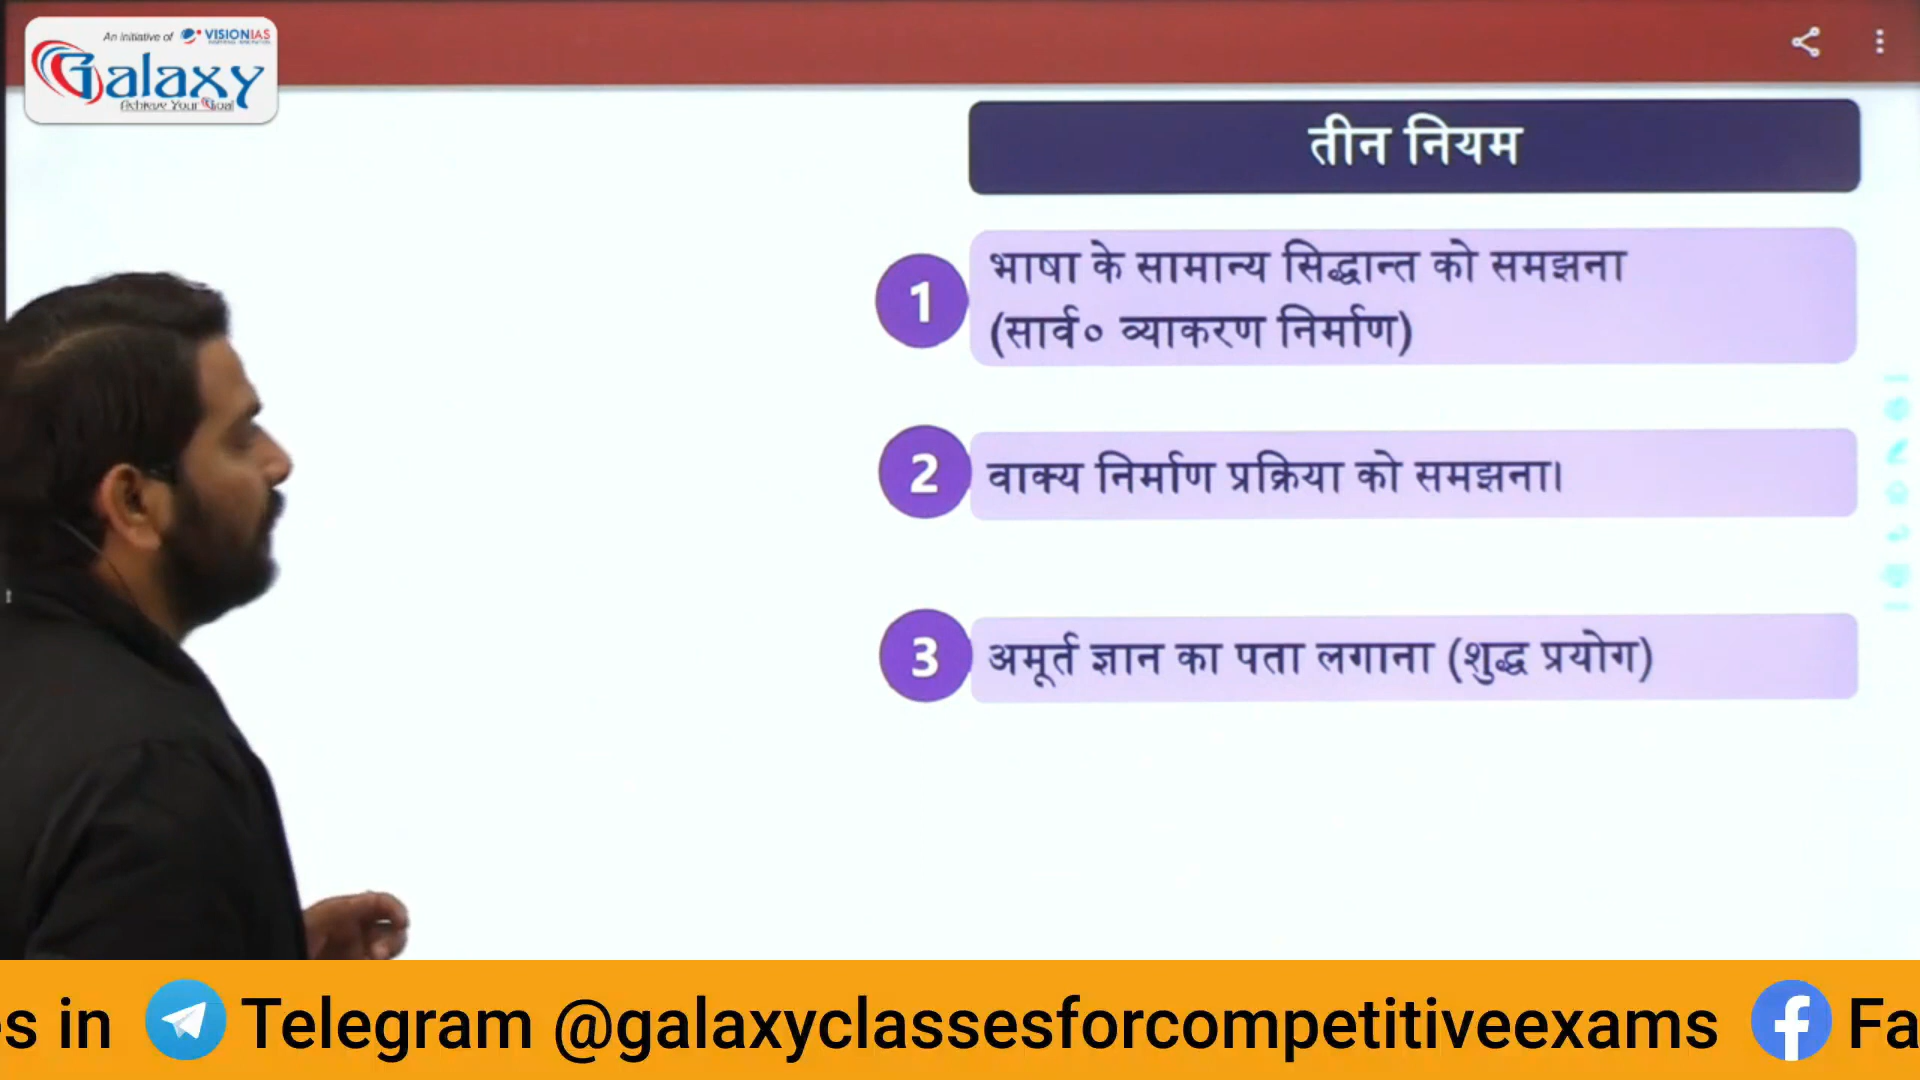 An Initiative of VISIONIAS
Galaxy
Achieve Your Goal
तीन नियम
1
भाषा के सामान्य सिद्धान्त को समझना
(सार्व० व्याकरण निर्माण)
2
वाक्य निर्माण प्रक्रिया को समझना।
3
अमूर्त ज्ञान का पता लगाना (शुद्ध प्रयोग)
s in Telegram @galaxyclassesforcompetitiveexams Fa